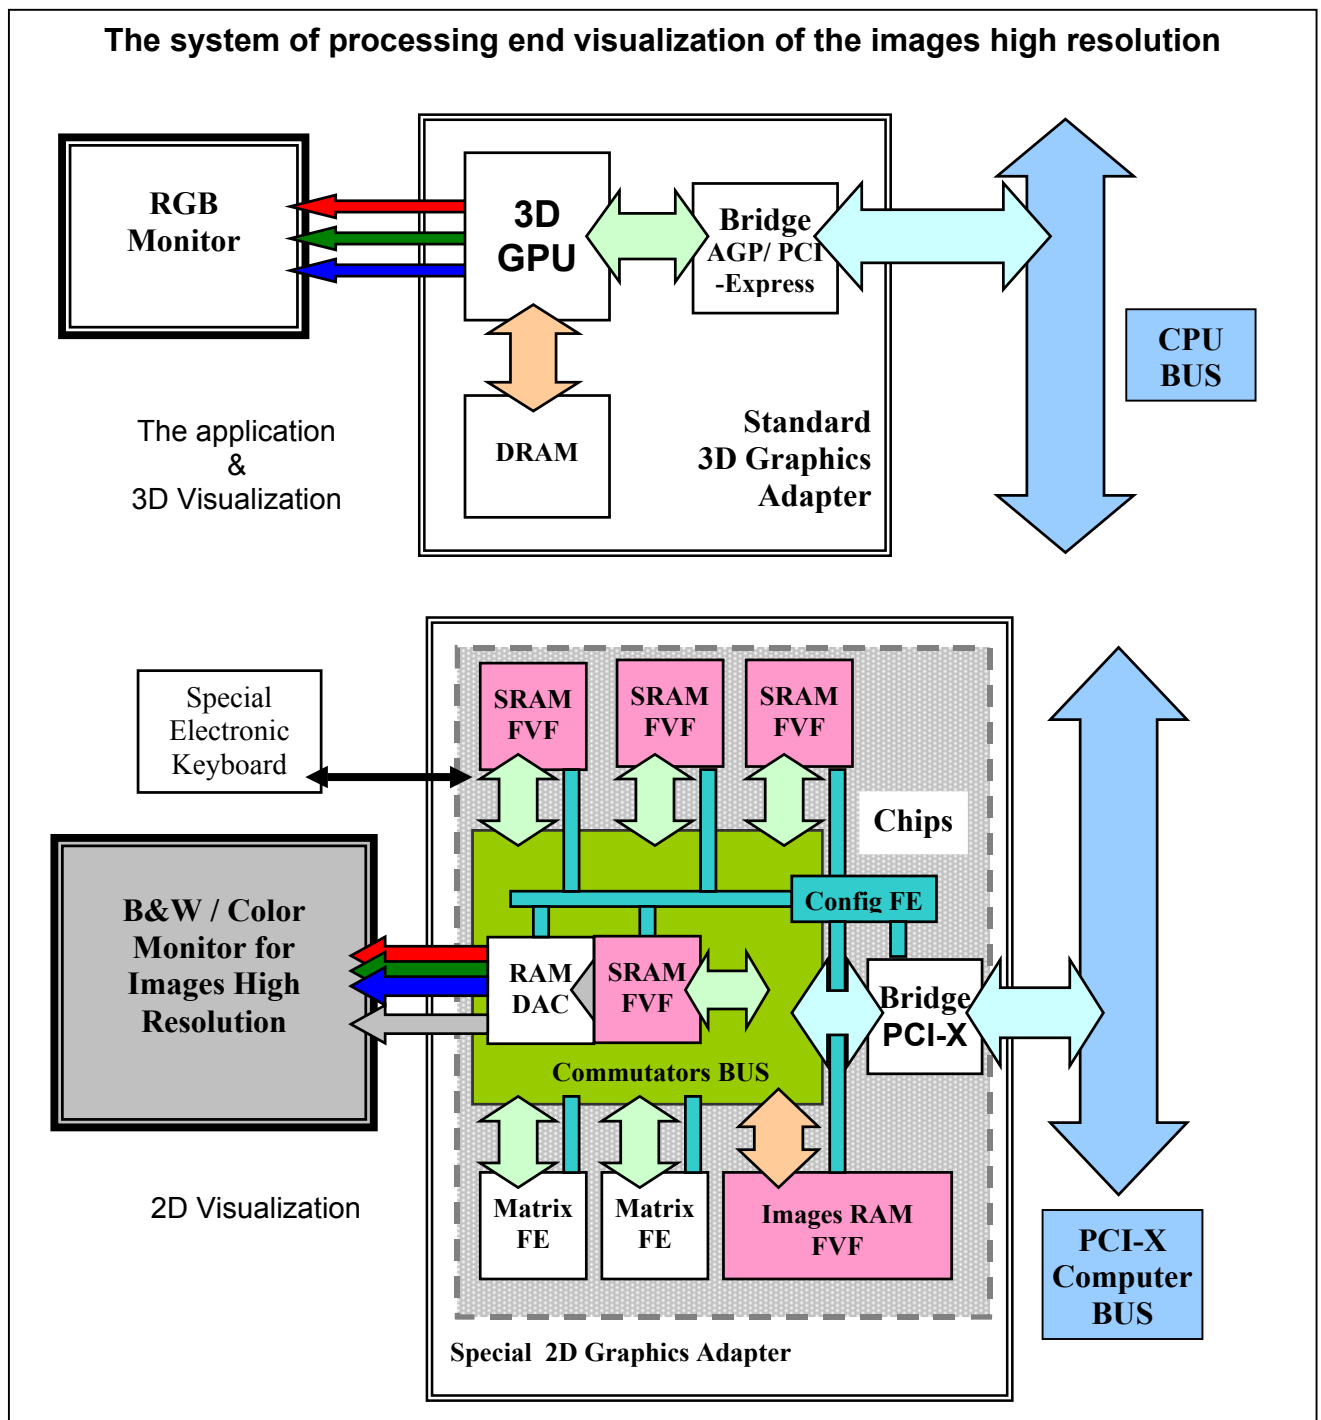 The system of processing end visualization of the images high resolution
RGB
Monitor
3D
GPU
Bridge
AGP/ PCI
-Express
CPU
BUS
DRAM
Standard
3D Graphics
Adapter
The application
&
3D Visualization
Special
Electronic
Keyboard
SRAM
FVF
SRAM
FVF
SRAM
FVF
Chips
Config FE
B&W / Color
Monitor for
Images High
Resolution
RAM
DAC
SRAM
FVF
Bridge
PCI-X
Commutators BUS
Matrix
FE
Matrix
FE
Images RAM
FVF
2D Visualization
PCI-X
Computer
BUS
Special 2D Graphics Adapter